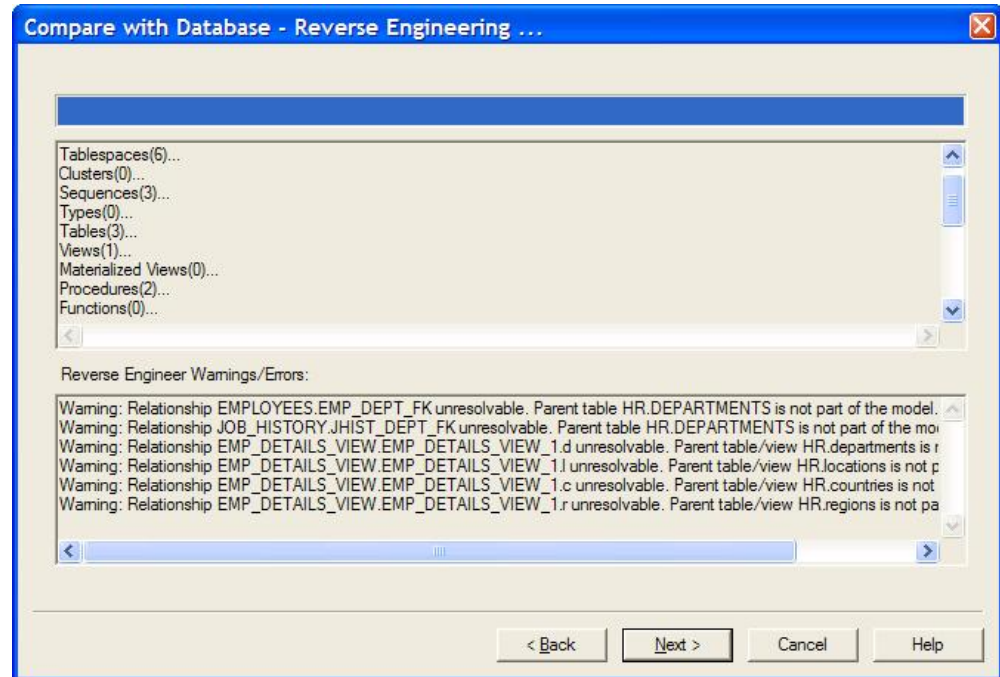 Compare with Database - Reverse Engineering ...
Tablespaces(6)...
Clusters(0)...
Sequences(3)...
Types(0)...
Tables(3)...
Views(1)...
Materialized Views(0)...
Procedures(2)...
Functions(0)...
Reverse Engineer Warnings/Errors:
Warning: Relationship EMPLOYEES.EMP_DEPT_FK unresolvable. Parent table HR.DEPARTMENTS is not part of the model.
Warning: Relationship JOB_HISTORY.JHIST_DEPT_FK unresolvable. Parent table HR.DEPARTMENTS is not part of the
Warning: Relationship EMP_DETAILS_VIEW.EMP_DETAILS_VIEW_1.d unresolvable. Parent table/view HR.departments is
Warning: Relationship EMP_DETAILS_VIEW.EMP_DETAILS_VIEW_1.l unresolvable. Parent table/view HR.locations is not
Warning: Relationship EMP_DETAILS_VIEW.EMP_DETAILS_VIEW_1.c unresolvable. Parent table/view HR.countries is not
Warning: Relationship EMP_DETAILS_VIEW.EMP_DETAILS_VIEW_1.r unresolvable. Parent table/view HR.regions is not pa
< Back Next > Cancel Help